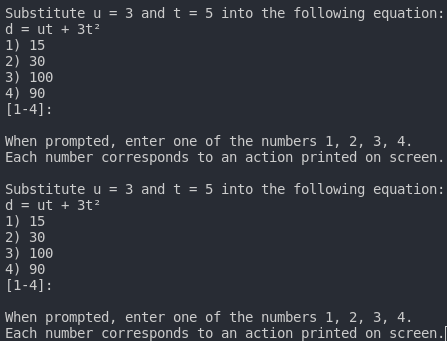 Substitute u = 3 and t = 5 into the following equation:
d = ut + 3t²
1) 15
2) 30
3) 100
4) 90
[1-4]:
When prompted, enter one of the numbers 1, 2, 3, 4.
Each number corresponds to an action printed on screen.
Substitute u = 3 and t = 5 into the following equation:
d = ut + 3t²
1) 15
2) 30
3) 100
4) 90
[1-4]:
When prompted, enter one of the numbers 1, 2, 3, 4.
Each number corresponds to an action printed on screen.